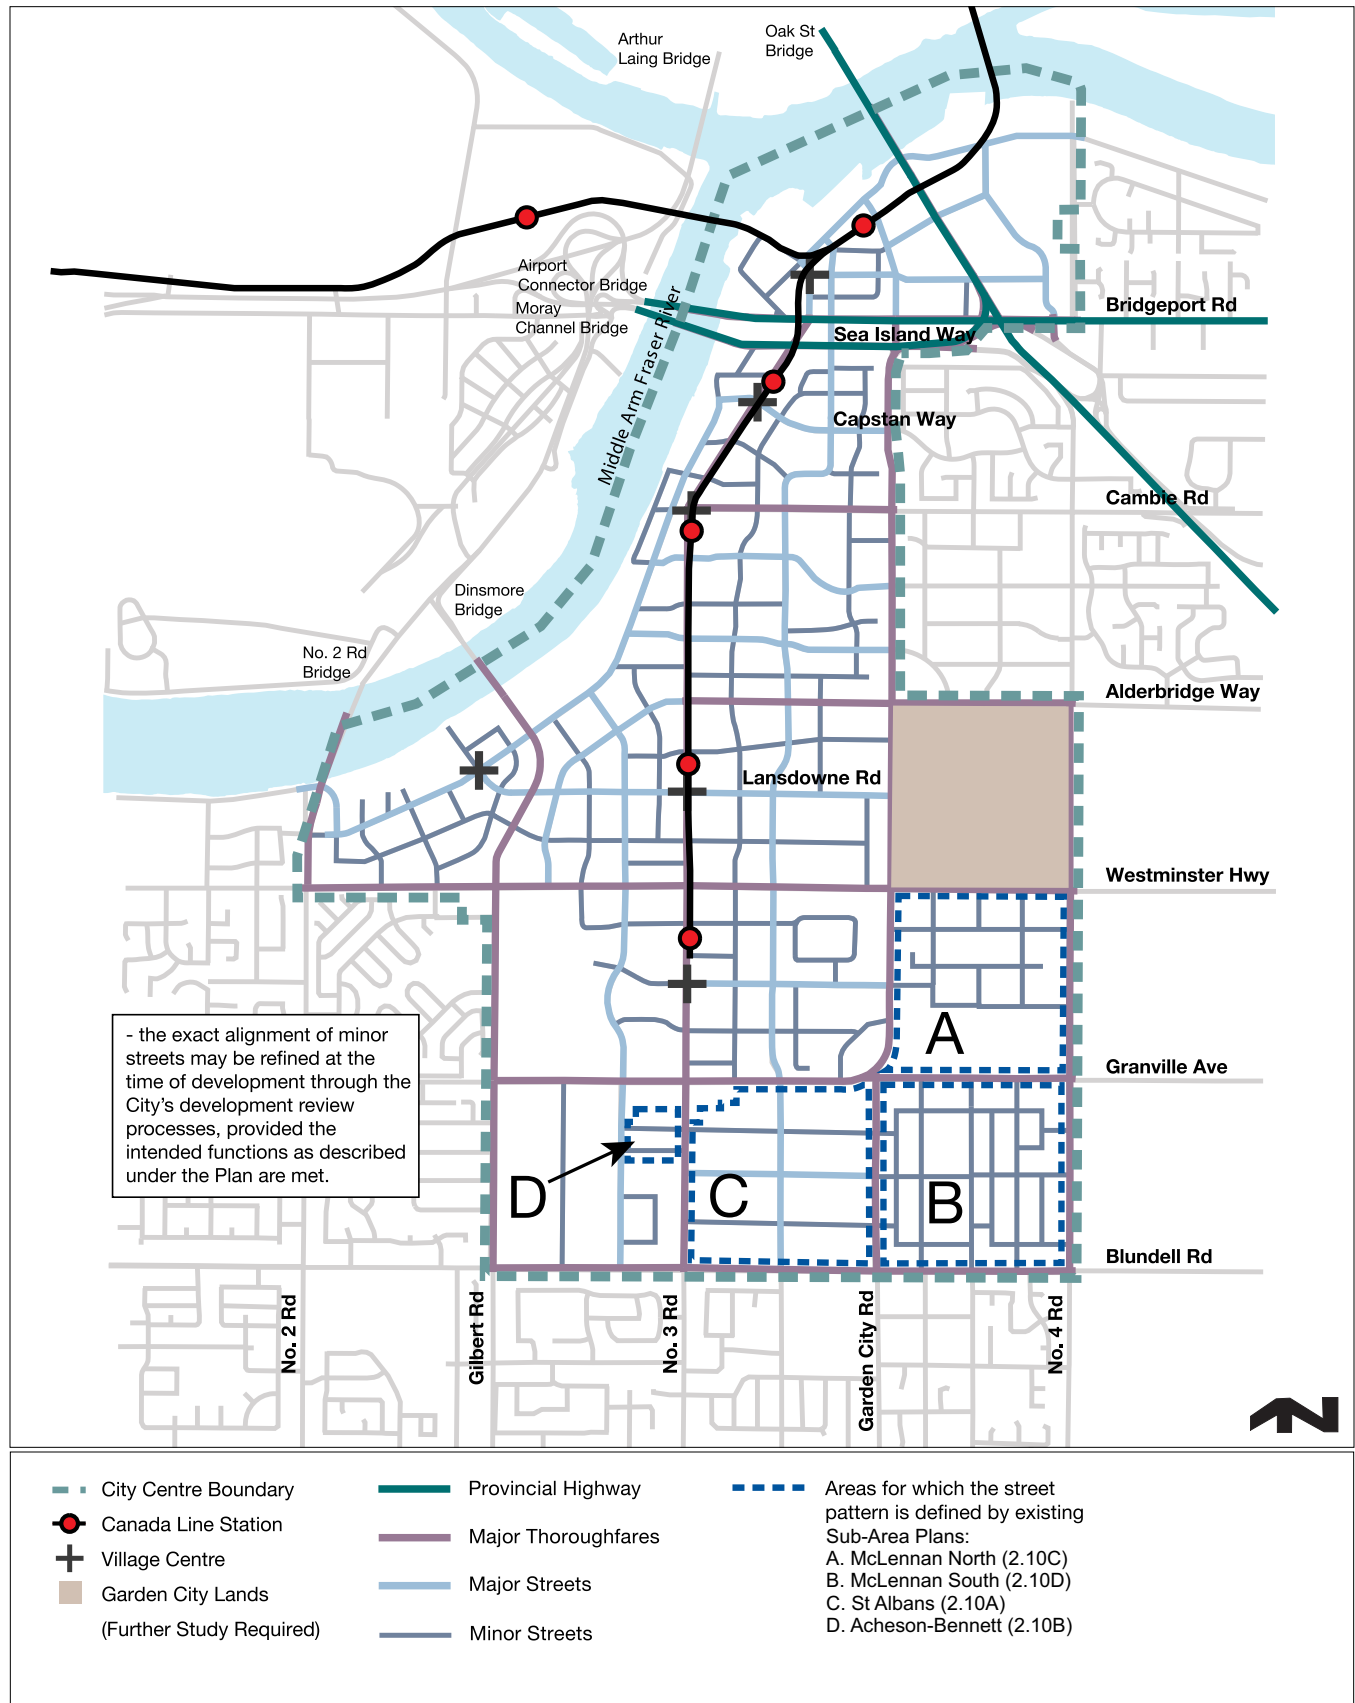 Arthur
Laing Bridge
Oak St
Bridge
Airport
Connector Bridge
Moray
Channel Bridge
Bridgeport Rd
Sea Island Way
Middle Arm Fraser River
Capstan Way
Cambie Rd
Dinsmore
Bridge
No. 2 Rd
Bridge
Alderbridge Way
Lansdowne Rd
Westminster Hwy
- the exact alignment of minor
streets may be refined at the
time of development through the
City's development review
processes, provided the
intended functions as described
under the Plan are met.
A
Granville Ave
D
C
B
Blundell Rd
No. 2 Rd
Gilbert Rd
No. 3 Rd
Garden City Rd
No. 4 Rd
N
City Centre Boundary
Canada Line Station
Village Centre
Garden City Lands
(Further Study Required)
Provincial Highway
Major Thoroughfares
Major Streets
Minor Streets
Areas for which the street
pattern is defined by existing
Sub-Area Plans:
A. McLennan North (2.10C)
B. McLennan South (2.10D)
C. St Albans (2.10A)
D. Acheson-Bennett (2.10B)